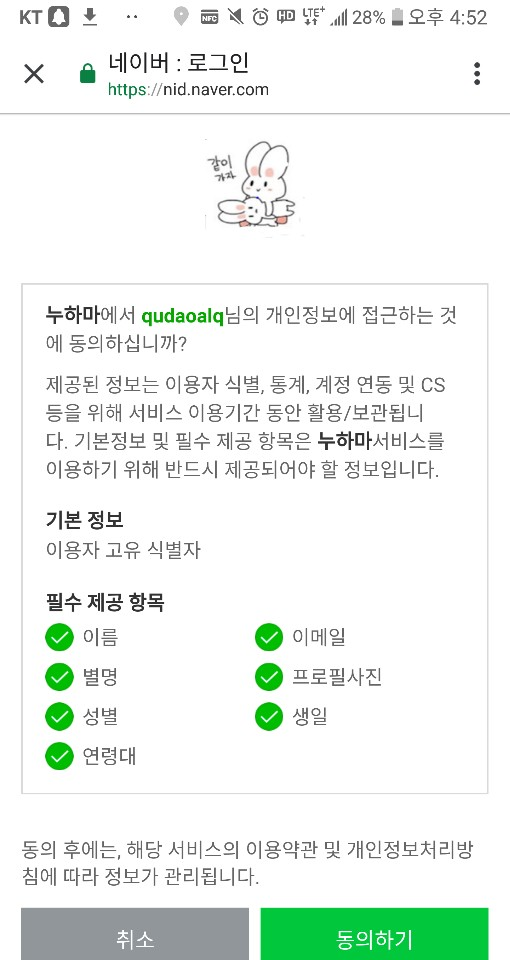 KT 28% 오후 4:52
네이버 : 로그인
https://nid.naver.com
같이
가자
누하마에서 qudaoalq님의 개인정보에 접근하는 것
에 동의하십니까?
제공된 정보는 이용자 식별, 통계, 계정 연동 및 CS
등을 위해 서비스 이용기간 동안 활용/보관됩니
다. 기본정보 및 필수 제공 항목은 누하마서비스를
이용하기 위해 반드시 제공되어야 할 정보입니다.
기본 정보
이용자 고유 식별자
필수 제공 항목
이름 이메일
별명 프로필사진
성별 생일
연령대
동의 후에는, 해당 서비스의 이용약관 및 개인정보처리방
침에 따라 정보가 관리됩니다.
취소 동의하기